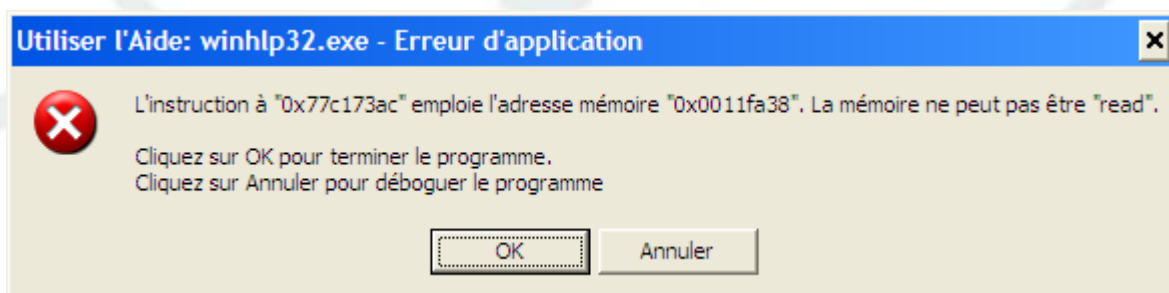 Utiliser l'Aide: winhlp32.exe - Erreur d'application
L'instruction à "0x77c173ac" emploie l'adresse mémoire "0x0011fa38". La mémoire ne peut pas être "read".
Cliquez sur OK pour terminer le programme.
Cliquez sur Annuler pour déboguer le programme
OK
Annuler